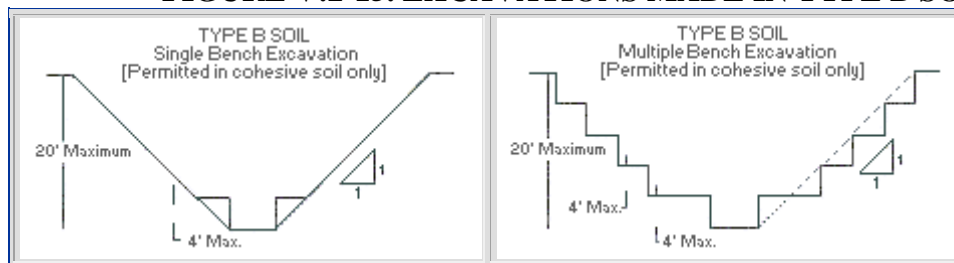 TYPE B SOIL
Single Bench Excavation
[Permitted in cohesive soil only]
20' Maximum
1
1
4' Max.
TYPE B SOIL
Multiple Bench Excavation
[Permitted in cohesive soil only]
20' Maximum
1
1
4' Max.
4' Max.